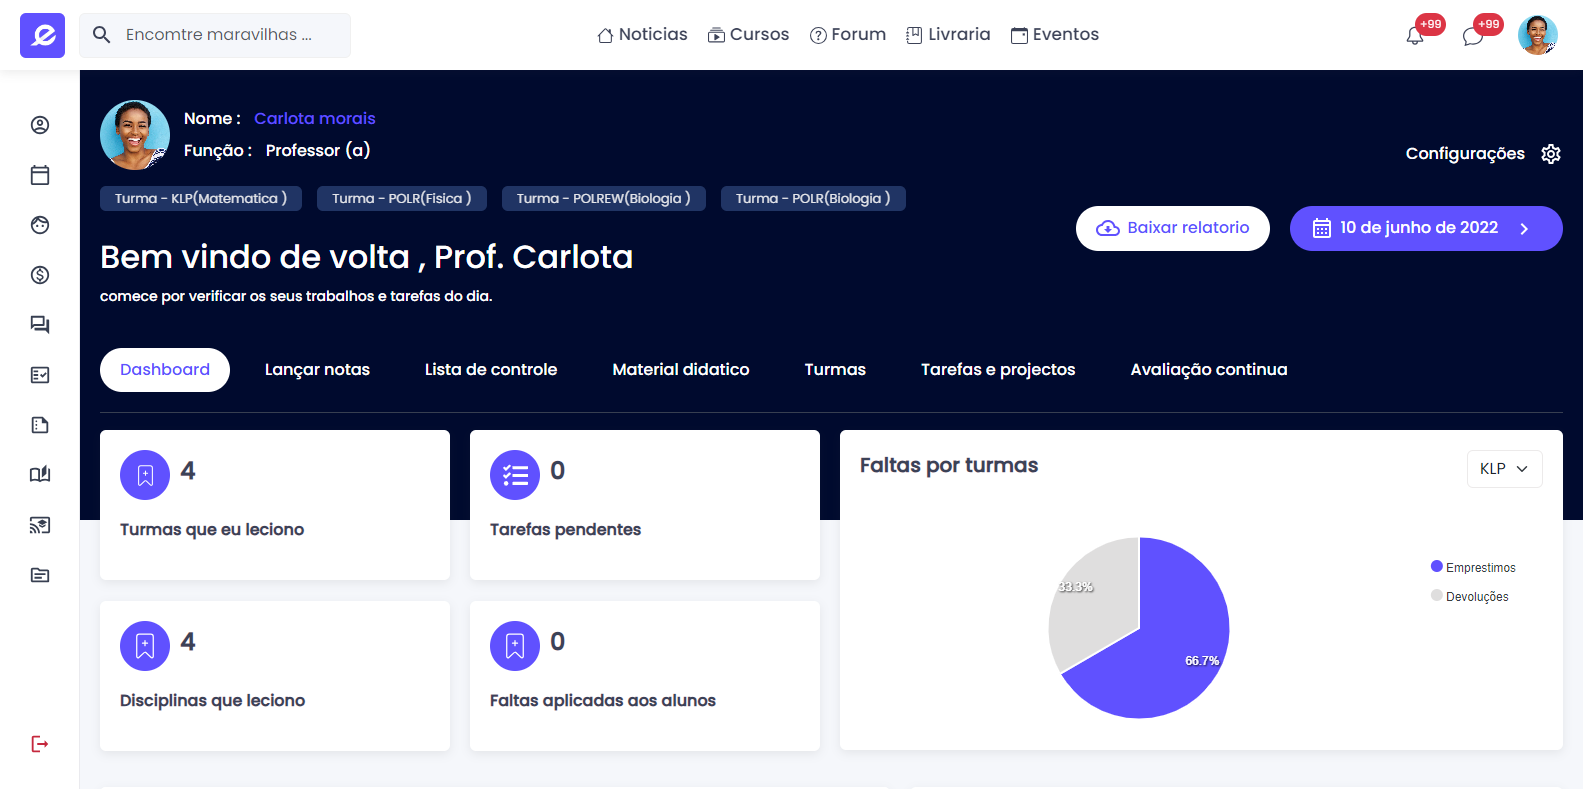 Encomtre maravilhas ...
Noticias
Cursos
Forum
Livraria
Eventos
+99
+99
Nome : Carlota morais
Função : Professor (a)
Configurações
Turma - KLP(Matematica )
Turma - POLR(Fisica )
Turma - POLREW(Biologia )
Turma - POLR(Biologia )
Baixar relatorio
10 de junho de 2022
Bem vindo de volta , Prof. Carlota
comece por verificar os seus trabalhos e tarefas do dia.
Dashboard
Lançar notas
Lista de controle
Material didatico
Turmas
Tarefas e projectos
Avaliação continua
4
Turmas que eu leciono
0
Tarefas pendentes
Faltas por turmas
KLP
33.3%
66.7%
Emprestimos
Devoluções
4
Disciplinas que leciono
0
Faltas aplicadas aos alunos